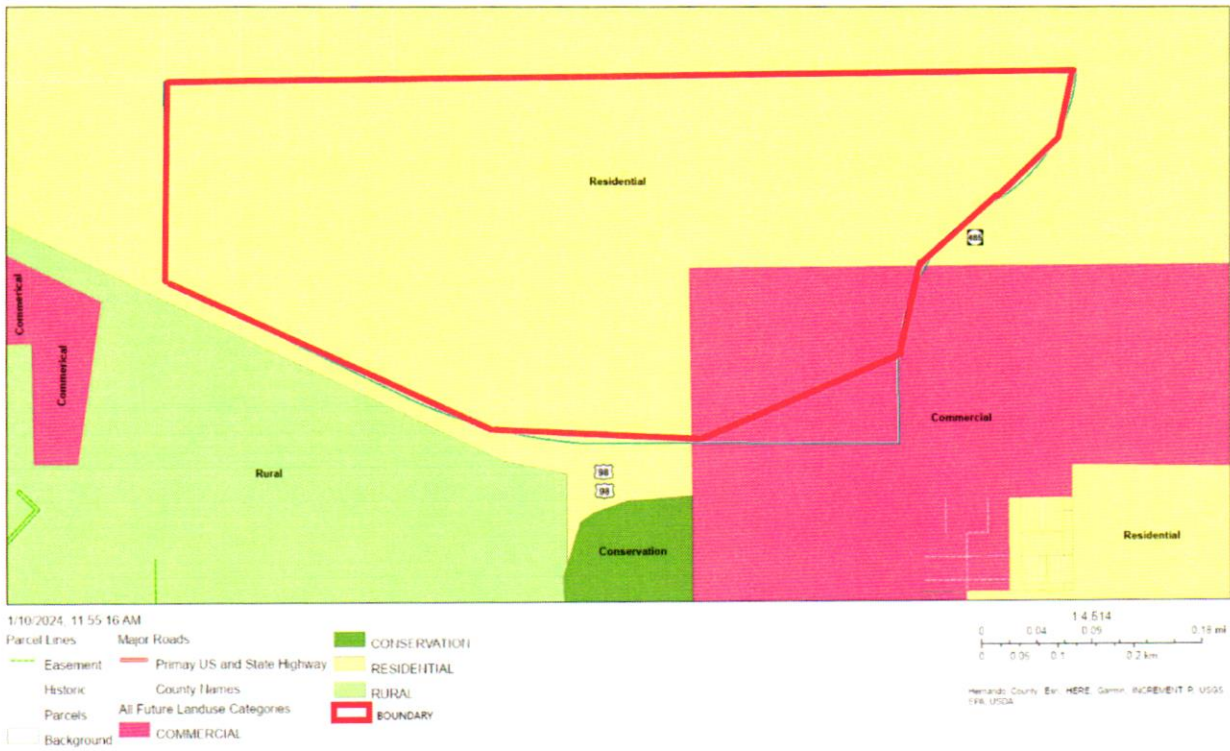 Residential
485
Commerical
Commerical
Commercial
Rural
98
98
Conservation
Residential
1/10/2024, 11:55:16 AM
Parcel Lines
Easement
Historic
Parcels
Background
Major Roads
Primay US and State Highway
County Names
All Future Landuse Categories
COMMERCIAL
CONSERVATION
RESIDENTIAL
RURAL
BOUNDARY
1:4,514
0 0.04 0.09 0.18 mi
0 0.05 0.1 0.2 km
Hernando County, Esri, HERE, Garmin, INCREMENT P, USGS,
EPA, USDA